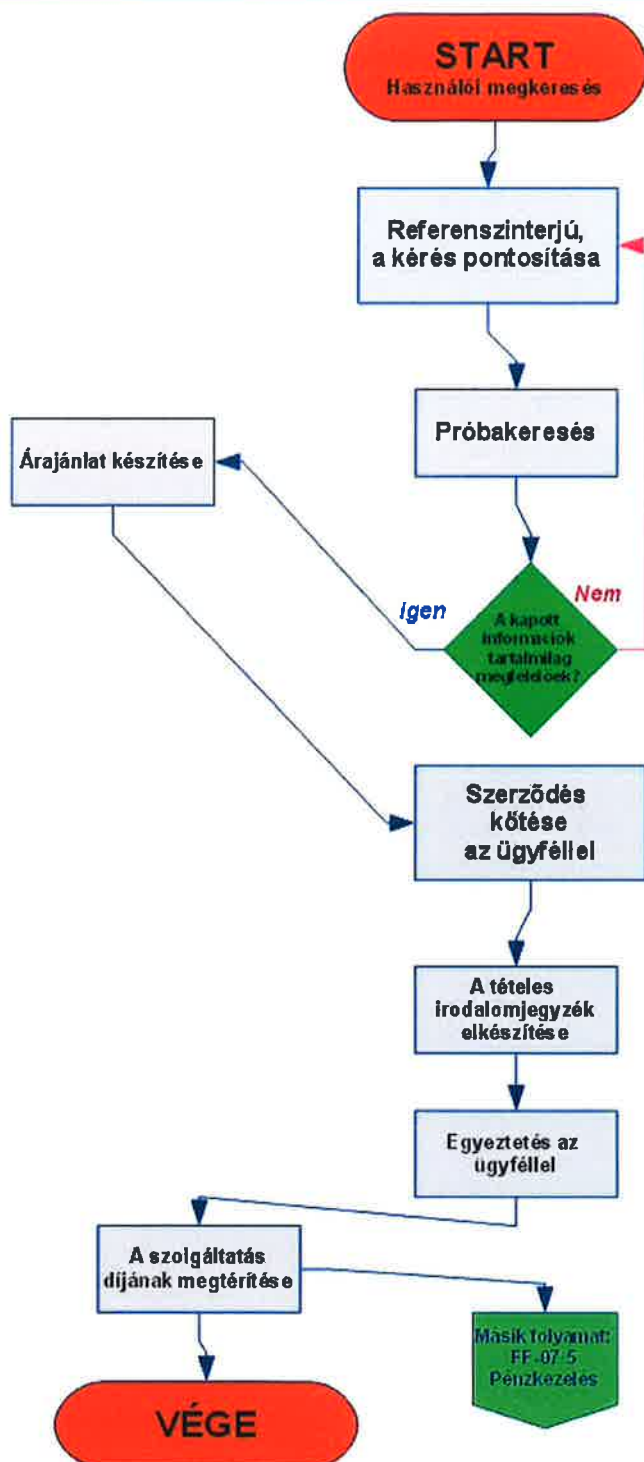 START
Használói megkeresés
Referenszinterjú,
a kérés pontosítása
Próbakeresés
Árajánlat készítése
Igen
Nem
A kapott
információk
tartalmilag
megfelelőek?
Szerzõdés
kötése
az ügyféllel
A tételes
irodalomjegyzék
elkészítése
Egyeztetés az
ügyféllel
A szolgáltatás
díjának megtérítése
Másik folyamat:
FF-07 5
Pénzkezelés
VÉGE